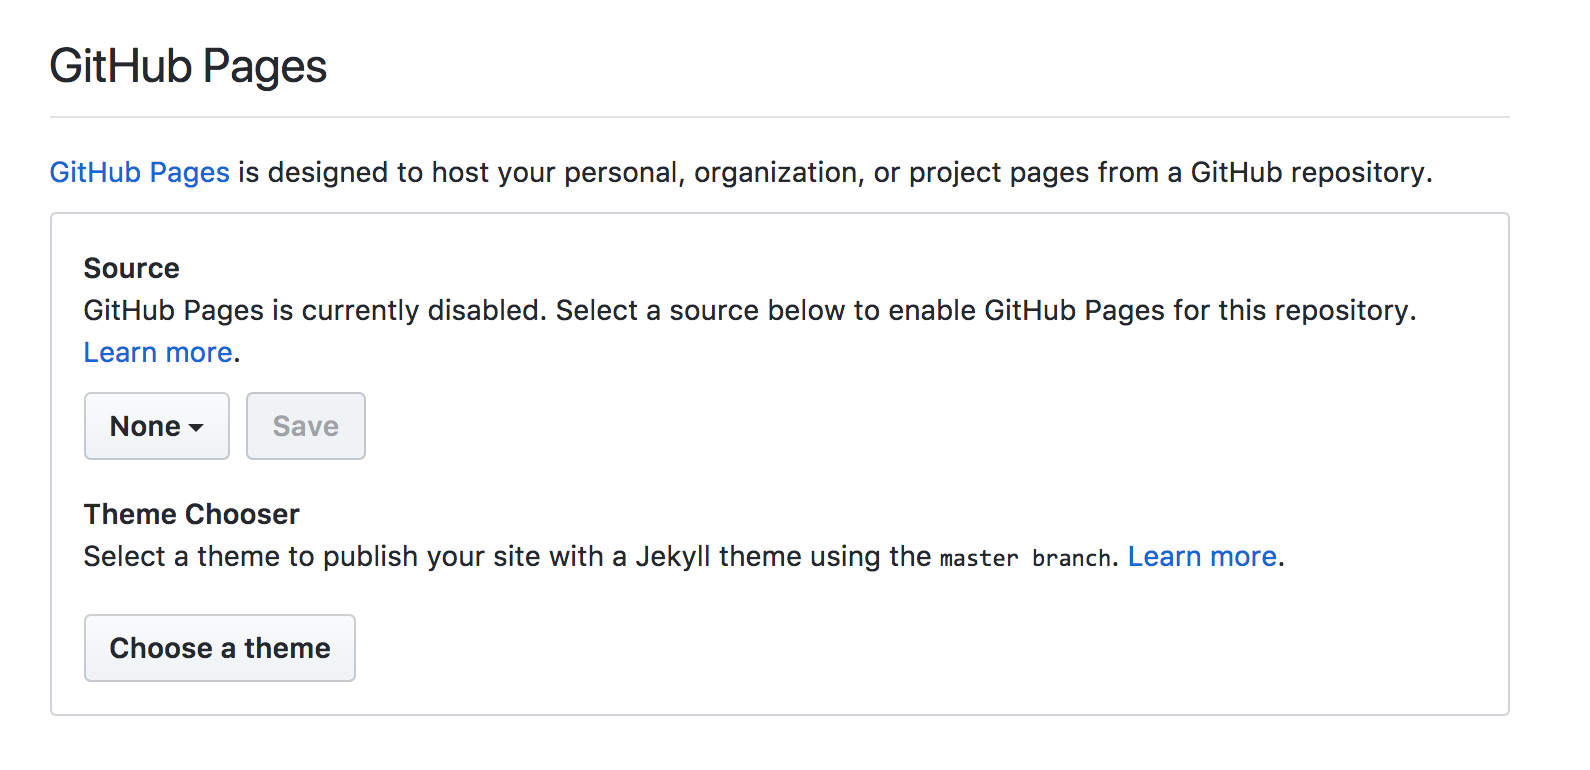 GitHub Pages
GitHub Pages is designed to host your personal, organization, or project pages from a GitHub repository.
Source
GitHub Pages is currently disabled. Select a source below to enable GitHub Pages for this repository.
Learn more.
None
Save
Theme Chooser
Select a theme to publish your site with a Jekyll theme using the master branch. Learn more.
Choose a theme